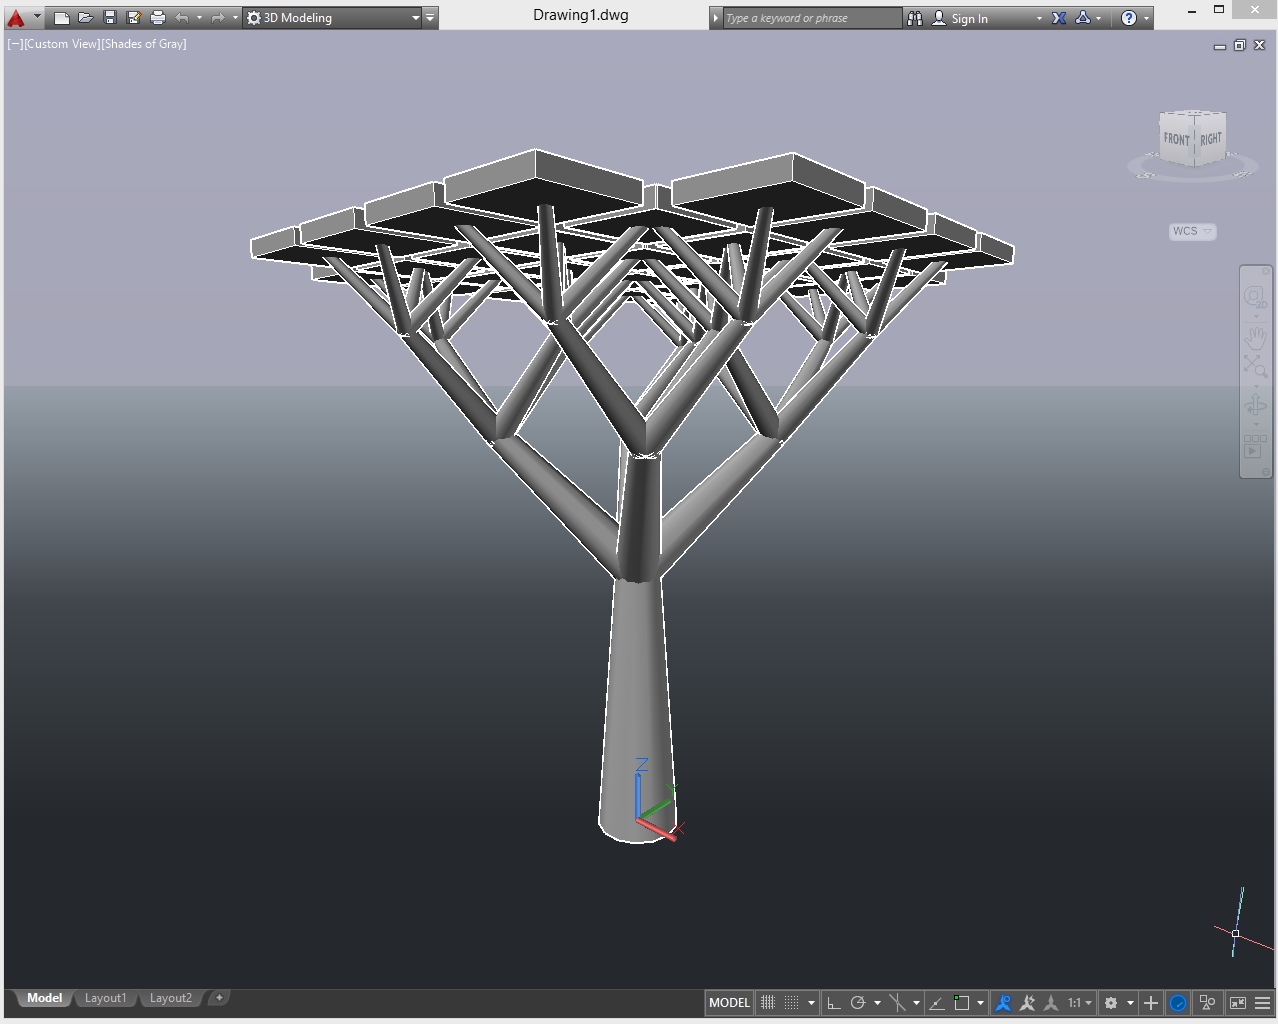 3D Modeling
Drawing1.dwg
Type a keyword or phrase
Sign In
[−][Custom View][Shades of Gray]
FRONT
RIGHT
WCS
Z
Y
X
Model
Layout1
Layout2
MODEL
1:1